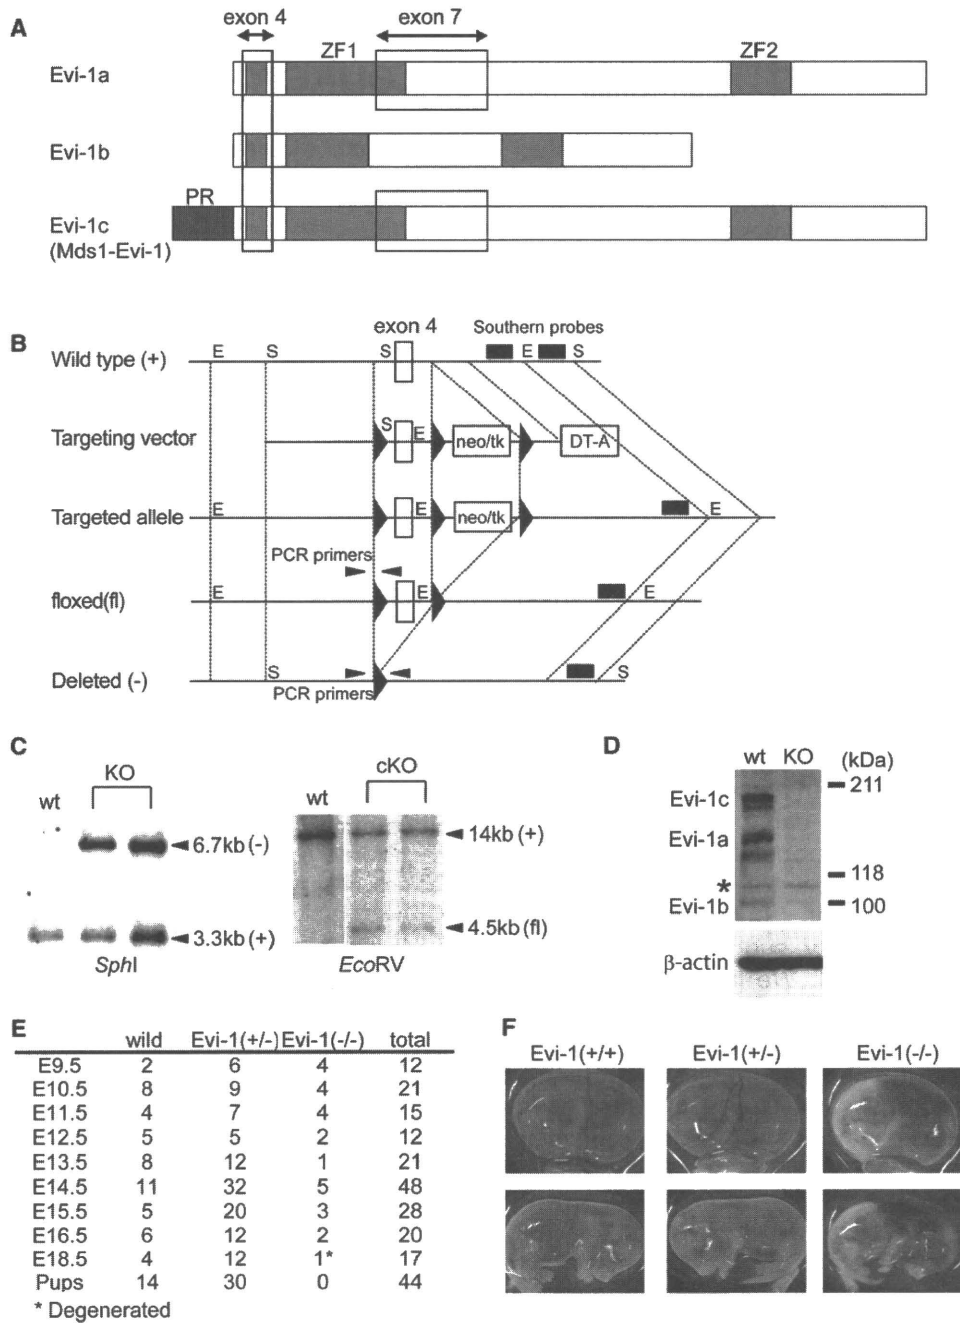 A
exon 4
exon 7
Evi-1a
ZF1
ZF2
Evi-1b
PR
Evi-1c
(Mds1-Evi-1)
B
exon 4
Southern probes
Wild type (+)
E
S
S
E
S
Targeting vector
S
E
neo/tk
DT-A
Targeted allele
E
E
neo/tk
E
PCR primers
floxed(fl)
E
E
E
Deleted (-)
S
PCR primers
S
C
KO
wt
6.7kb (-)
3.3kb (+)
SphI
cKO
wt
14kb (+)
4.5kb (fl)
EcoRV
D
wt KO (kDa)
Evi-1c
211
Evi-1a
118
*
Evi-1b
100
β-actin
E
wild Evi-1(+/-) Evi-1(-/-) total
E9.5 2 6 4 12
E10.5 8 9 4 21
E11.5 4 7 4 15
E12.5 5 5 2 12
E13.5 8 12 1 21
E14.5 11 32 5 48
E15.5 5 20 3 28
E16.5 6 12 2 20
E18.5 4 12 1* 17
Pups 14 30 0 44
* Degenerated
F
Evi-1(+/+) Evi-1(+/-) Evi-1(-/-)